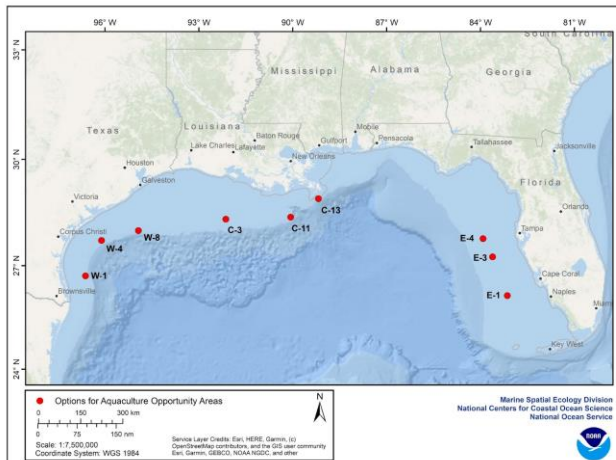 96° W 93° W 90° W 87° W 84° W 81° W
South Carolina
33° N
Mississippi Alabama Georgia
Texas Louisiana
Mobile
Baton Rouge Gulfport Pensacola Tallahassee
Lake Charles Lafayette
30° N
New Orleans Jacksonville
Houston
Galveston
Victoria
Florida
Orlando
C-13
Corpus Christi W-8 C-3 C-11 E-4 Tampa
W-4
27° N
E-3
W-1 Cape Coral
Brownsville E-1 Naples
Key West
24° N
Options for Aquaculture Opportunity Areas
0 150 300 km
0 75 150 nm
N
Scale: 1:7,500,000
Coordinate System: WGS 1984
Service Layer Credits: Esri, HERE, Garmin, (c)
OpenStreetMap contributors, and the GIS user community
Esri, Garmin, GEBCO, NOAA NGDC, and other
Marine Spatial Ecology Division
National Centers for Coastal Ocean Science
National Ocean Service
NOAA